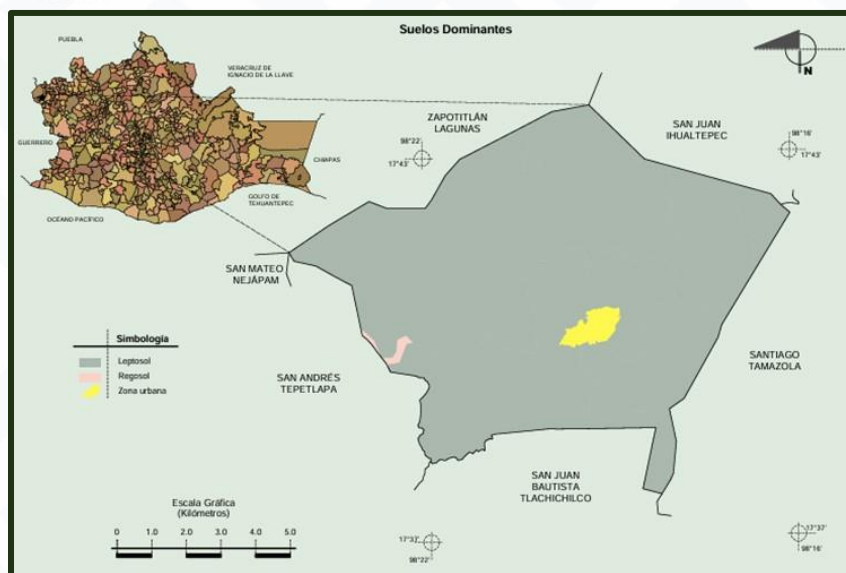 Suelos Dominantes
PUEBLA
VERACRUZ DE
IGNACIO DE LA LLAVE
GUERRERO
CHIAPAS
GOLFO DE
TEHUANTEPEC
OCÉANO PACÍFICO
N
ZAPOTITLÁN
LAGUNAS
SAN JUAN
IHUALTEPEC
98°22'
17°43'
98°16'
17°43'
SAN MATEO
NEJÁPAM
SAN ANDRÉS
TEPETLAPA
SANTIAGO
TAMAZOLA
SAN JUAN
BAUTISTA
TLACHICHILCO
Simbología
Leptosol
Regosol
Zona urbana
Escala Gráfica
(Kilómetros)
0 1.0 2.0 3.0 4.0 5.0
17°33'
98°22'
17°37'
98°16'